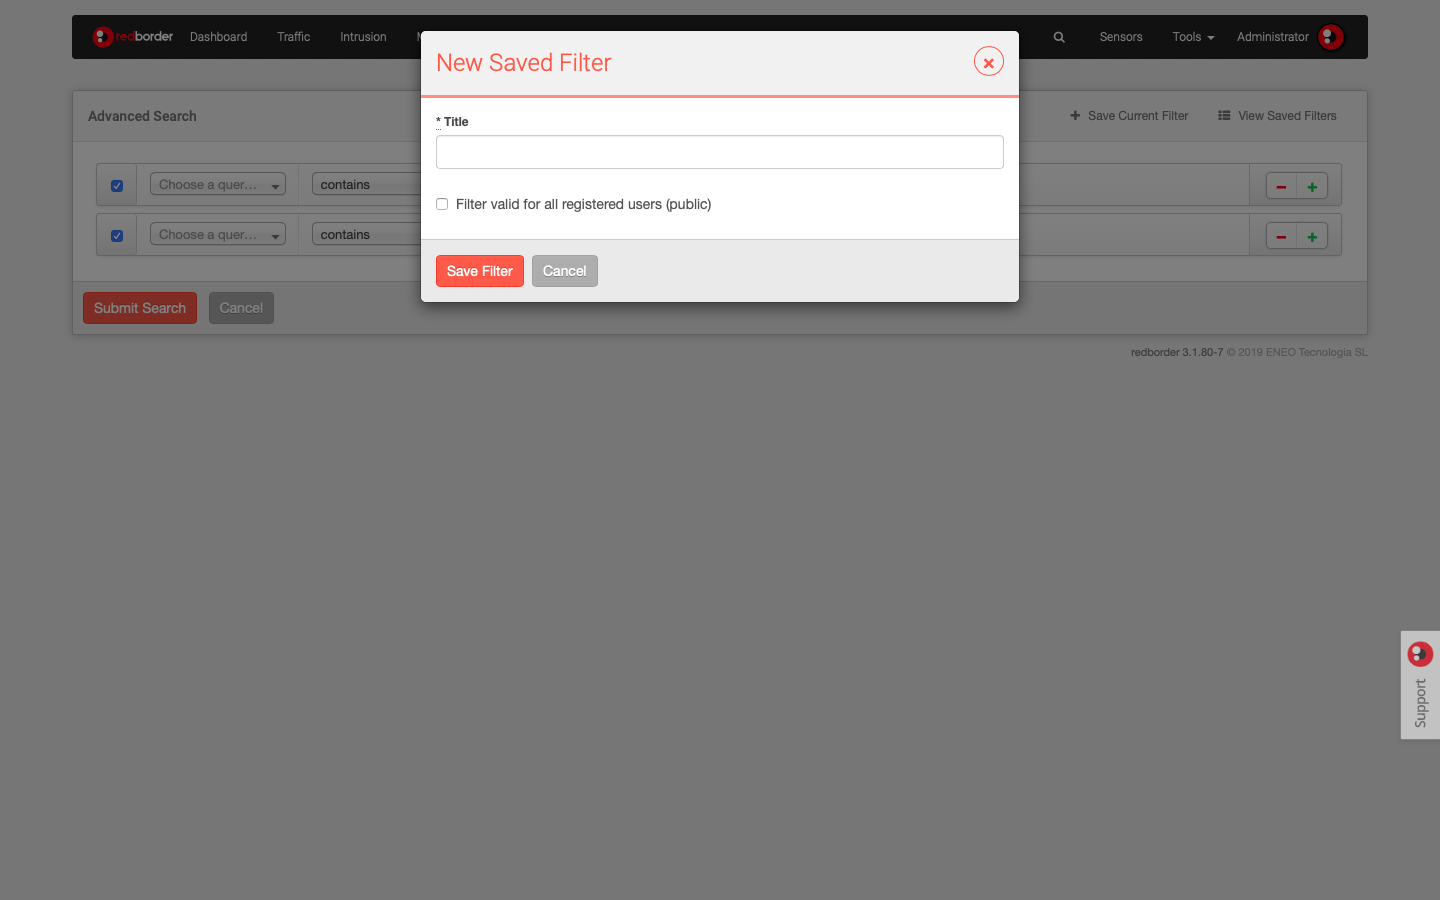 redborder Dashboard Traffic Intrusion Sensors Tools Administrator
New Saved Filter
Advanced Search Save Current Filter View Saved Filters
* Title
Choose a quer... contains
Filter valid for all registered users (public)
Choose a quer... contains
Save Filter Cancel
Submit Search Cancel
redborder 3.1.80-7 © 2019 ENEO Tecnologia SL
Support